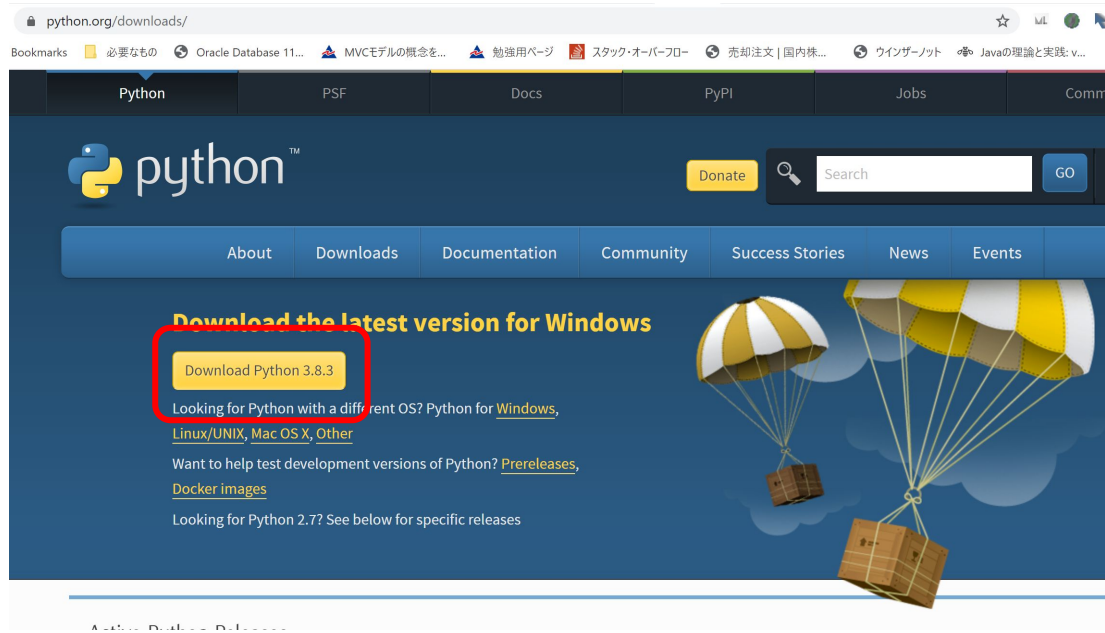 python.org/downloads/
ML
Bookmarks 必要なもの Oracle Database 11... MVCモデルの概念を... 勉強用ページ スタック・オーバーフロー 売却注文 | 国内株... ウインザーノット Javaの理論と実践: v...
Python PSF Docs PyPI Jobs Comm
python™
Donate Search GO
About Downloads Documentation Community Success Stories News Events
Download the latest version for Windows
Download Python 3.8.3
Looking for Python with a different OS? Python for Windows,
Linux/UNIX, Mac OS X, Other
Want to help test development versions of Python? Prereleases,
Docker images
Looking for Python 2.7? See below for specific releases
Active Python Releases